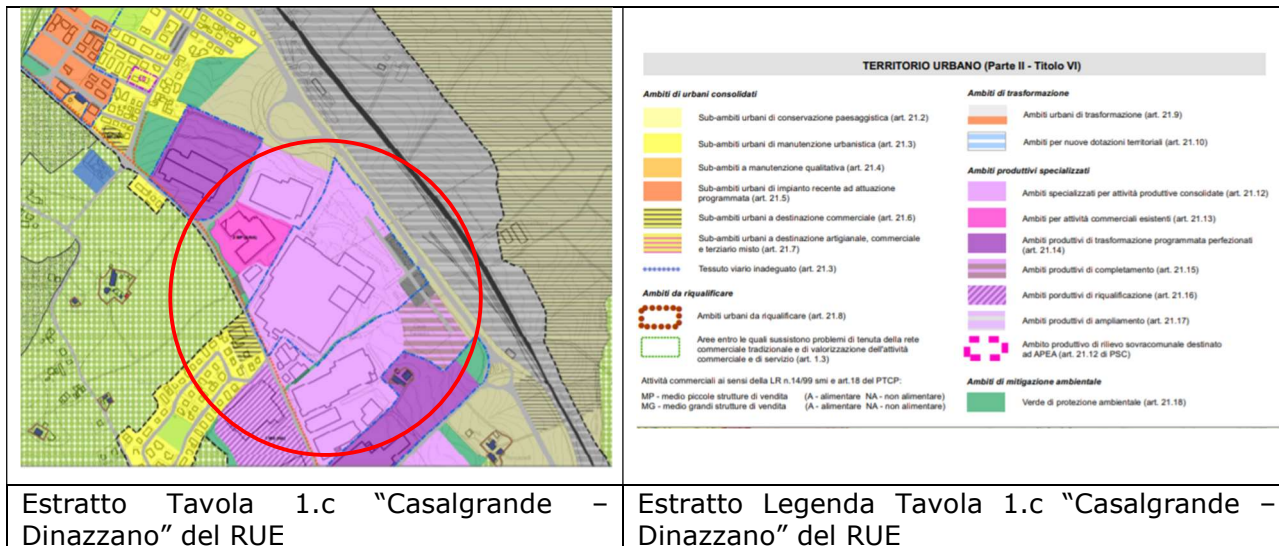 TERRITORIO URBANO (Parte II - Titolo VI)
Ambiti di urbani consolidati
Sub-ambiti urbani di conservazione paesaggistica (art. 21.2)
Sub-ambiti urbani di manutenzione urbanistica (art. 21.3)
Sub-ambiti a manutenzione qualitativa (art. 21.4)
Sub-ambiti urbani di impianto recente ad attuazione
programmata (art. 21.5)
Sub-ambiti urbani a destinazione commerciale (art. 21.6)
Sub-ambiti urbani a destinazione artigianale, commerciale
e terziario misto (art. 21.7)
Tessuto viario inadeguato (art. 21.3)
Ambiti da riqualificare
Ambiti urbani da riqualificare (art. 21.8)
Aree entro le quali sussistono problemi di tenuta della rete
commerciale tradizionale e di valorizzazione dell'attività
commerciale e di servizio (art. 1.3)
Attività commerciali ai sensi della LR n.14/99 smi e art.18 del PTCP:
MP - medio piccole strutture di vendita (A - alimentare NA - non alimentare)
MG - medio grandi strutture di vendita (A - alimentare NA - non alimentare)
Ambiti di trasformazione
Ambiti urbani di trasformazione (art. 21.9)
Ambiti per nuove dotazioni territoriali (art. 21.10)
Ambiti produttivi specializzati
Ambiti specializzati per attività produttive consolidate (art. 21.12)
Ambiti per attività commerciali esistenti (art. 21.13)
Ambiti produttivi di trasformazione programmata perfezionati
(art. 21.14)
Ambiti produttivi di completamento (art. 21.15)
Ambiti porduttivi di riqualificazione (art. 21.16)
Ambiti produttivi di ampliamento (art. 21.17)
Ambito produttivo di rilievo sovracomunale destinato
ad APEA (art. 21.12 di PSC)
Ambiti di mitigazione ambientale
Verde di protezione ambientale (art. 21.18)
Estratto Tavola 1.c "Casalgrande –
Dinazzano" del RUE
Estratto Legenda Tavola 1.c "Casalgrande –
Dinazzano" del RUE